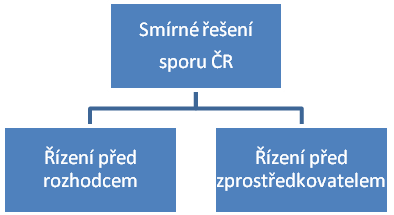 Smírné řešení
sporu ČR
Řízení před
rozhodcem
Řízení před
zprostředkovatelem